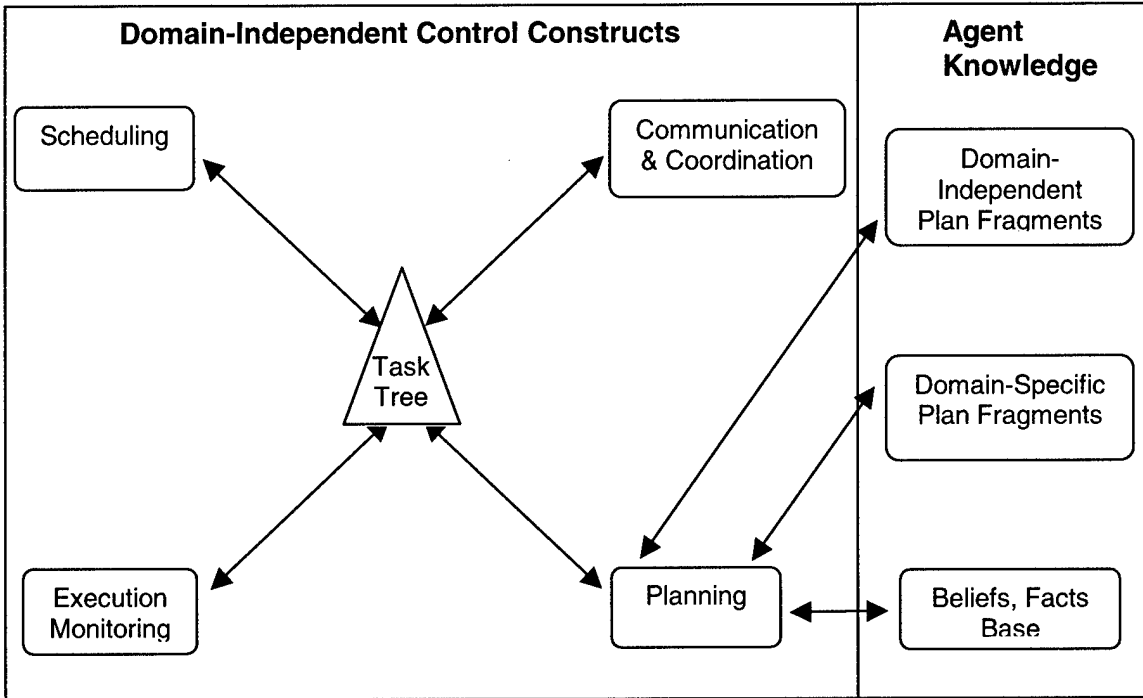 Domain-Independent Control Constructs
Agent
Knowledge
Scheduling
Communication
& Coordination
Domain-
Independent
Plan Fragments
Task
Tree
Domain-Specific
Plan Fragments
Execution
Monitoring
Planning
Beliefs, Facts
Base